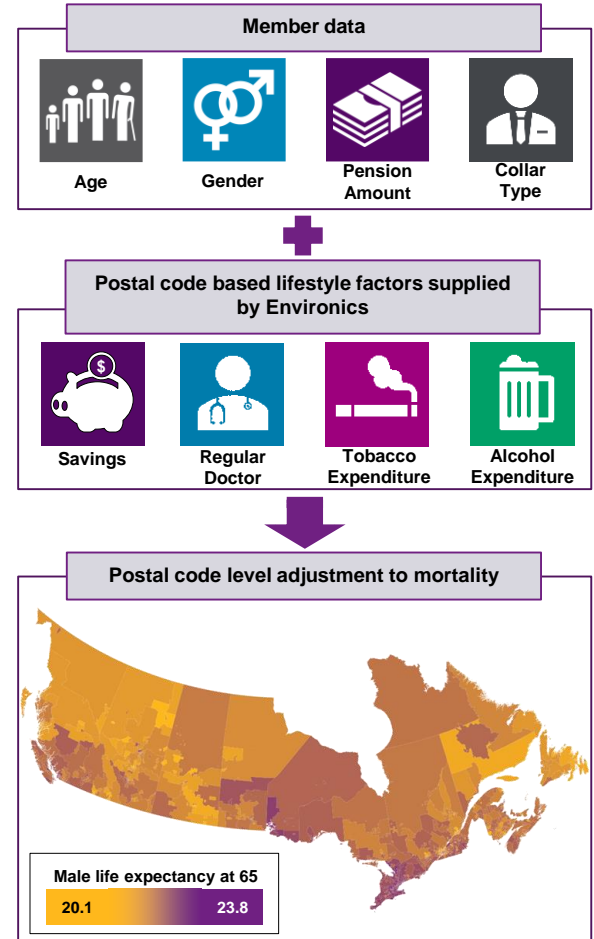 Member data
Age
Gender
Pension
Amount
Collar
Type
Postal code based lifestyle factors supplied
by Environics
$
Savings
Regular
Doctor
Tobacco
Expenditure
Alcohol
Expenditure
Postal code level adjustment to mortality
Male life expectancy at 65
20.1
23.8